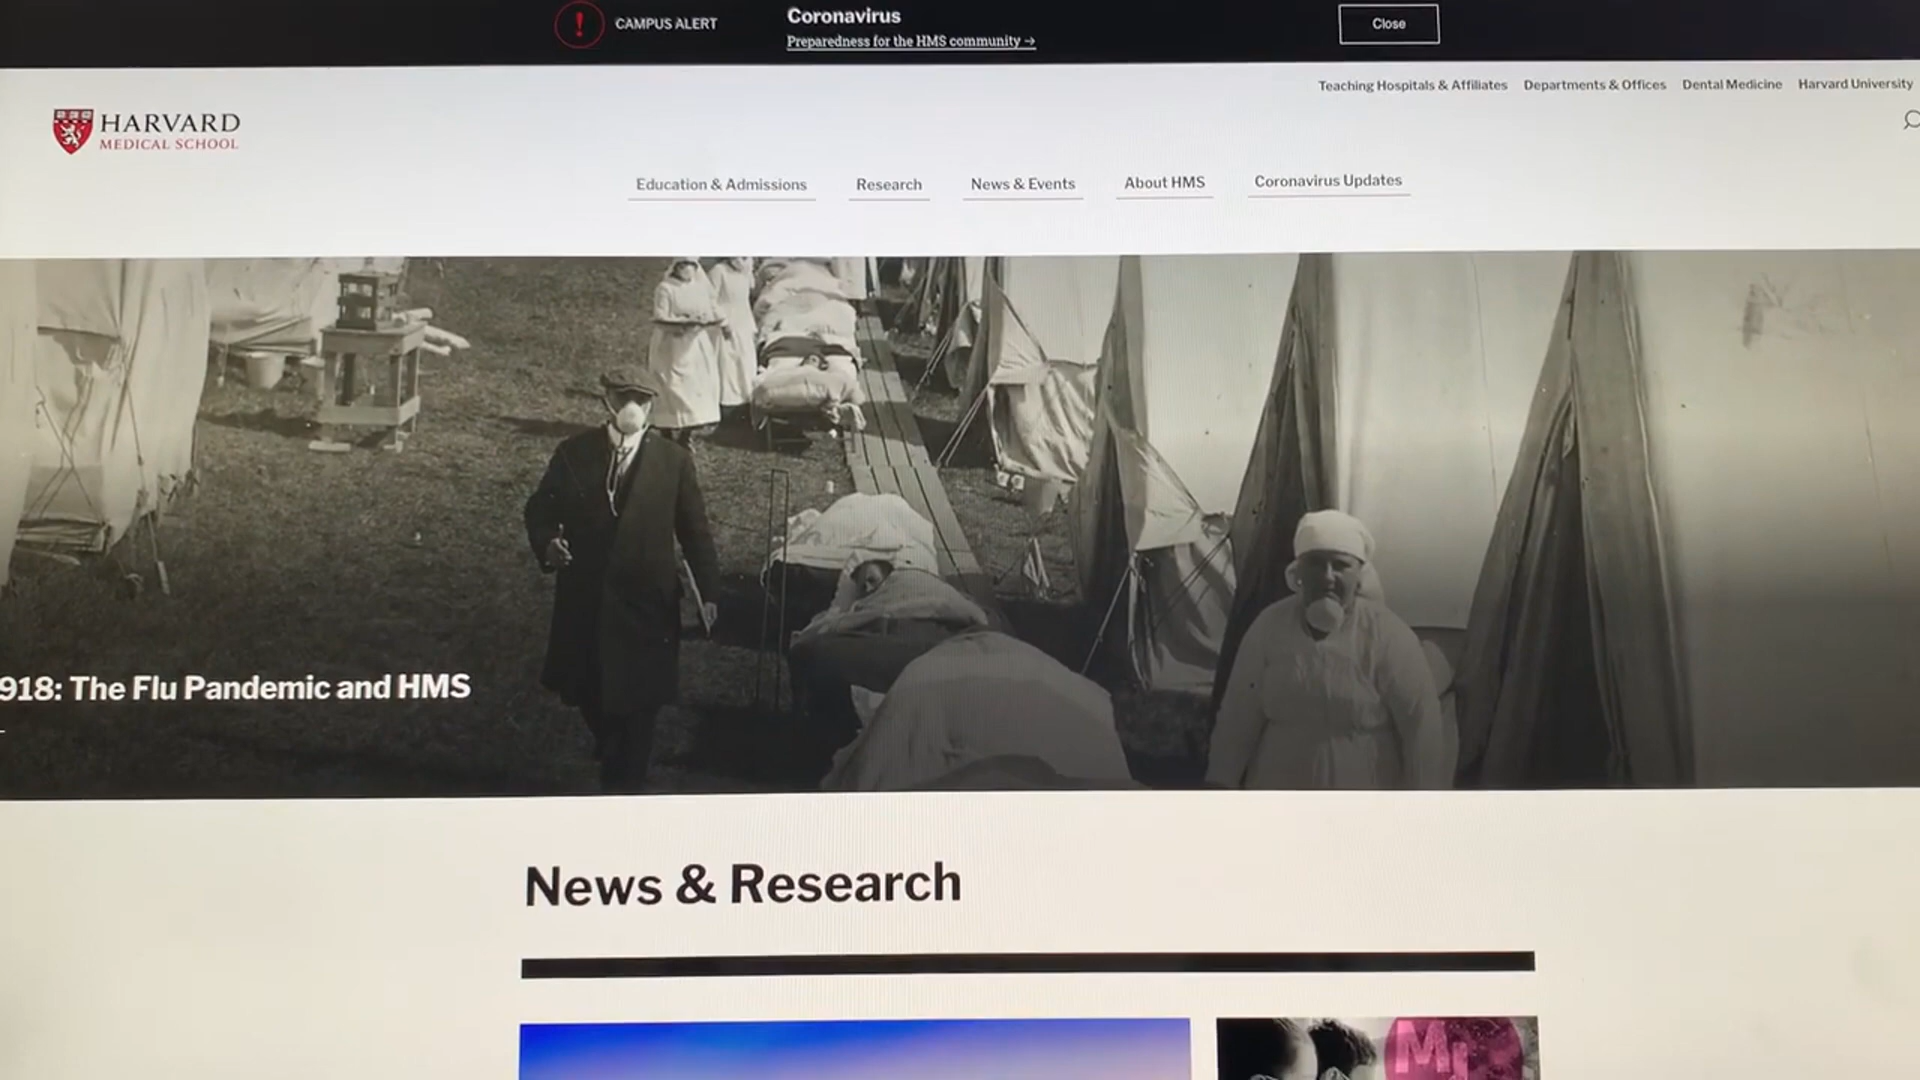 CAMPUS ALERT
Coronavirus
Preparedness for the HMS community →
Close
Teaching Hospitals & Affiliates Departments & Offices Dental Medicine Harvard University
HARVARD
MEDICAL SCHOOL
Education & Admissions Research News & Events About HMS Coronavirus Updates
918: The Flu Pandemic and HMS
News & Research